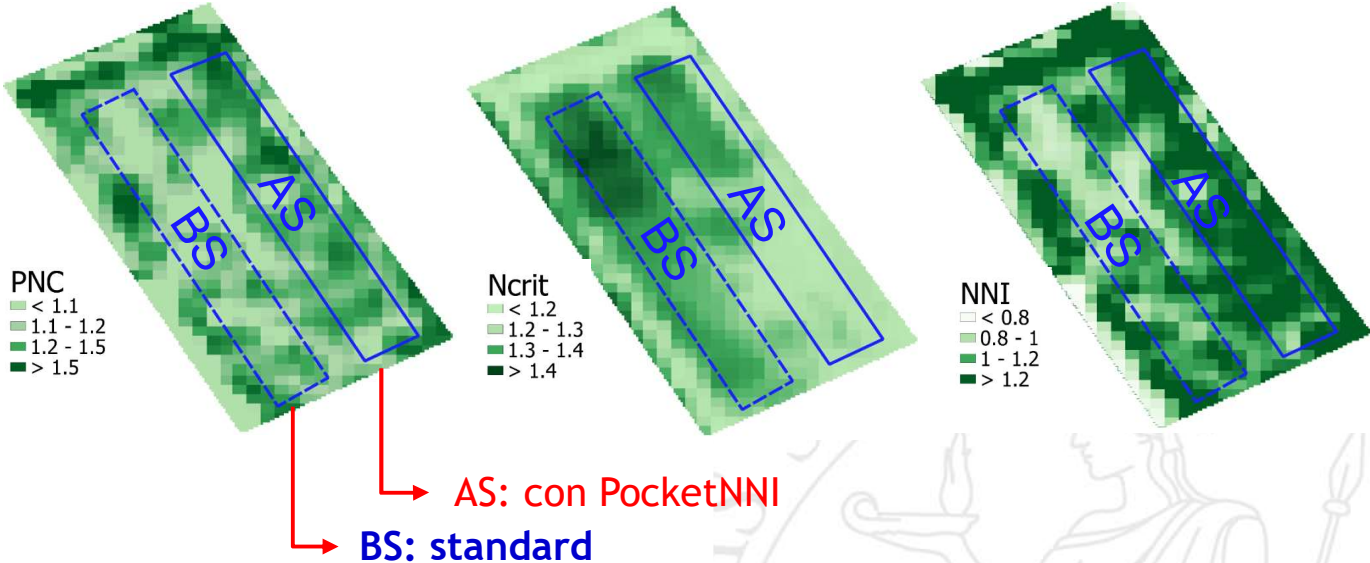 PNC
< 1.1
1.1 - 1.2
1.2 - 1.5
> 1.5
BS
AS
Ncrit
< 1.2
1.2 - 1.3
1.3 - 1.4
> 1.4
BS
AS
NNI
< 0.8
0.8 - 1
1 - 1.2
> 1.2
BS
AS
AS: con PocketNNI
BS: standard